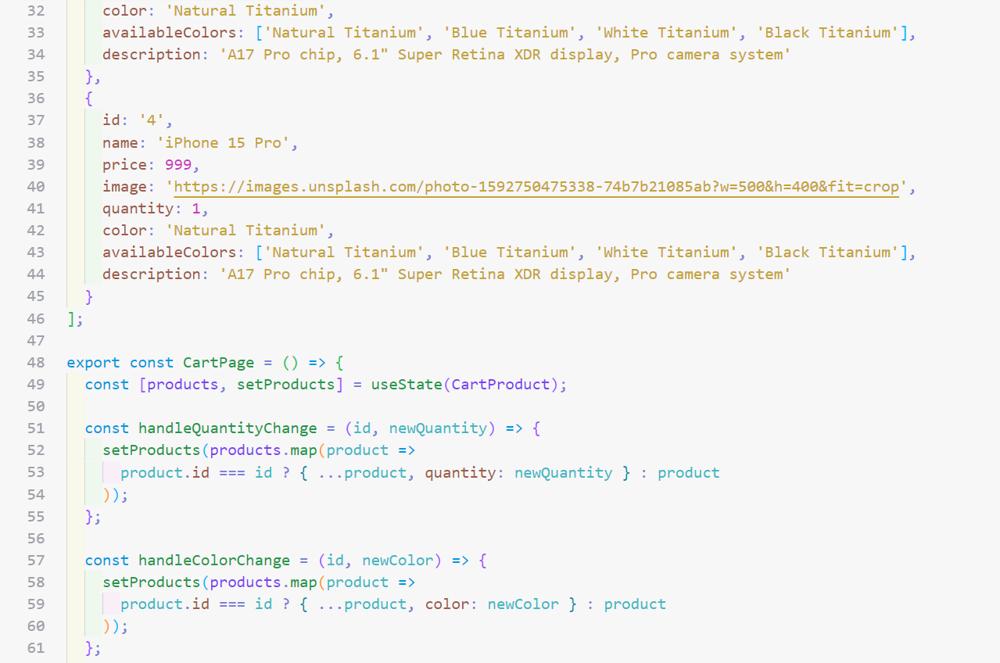 32 color: 'Natural Titanium',
33 availableColors: ['Natural Titanium', 'Blue Titanium', 'White Titanium', 'Black Titanium'],
34 description: 'A17 Pro chip, 6.1" Super Retina XDR display, Pro camera system'
35 },
36 {
37 id: '4',
38 name: 'iPhone 15 Pro',
39 price: 999,
40 image: 'https://images.unsplash.com/photo-1592750475338-74b7b21085ab?w=500&h=400&fit=crop',
41 quantity: 1,
42 color: 'Natural Titanium',
43 availableColors: ['Natural Titanium', 'Blue Titanium', 'White Titanium', 'Black Titanium'],
44 description: 'A17 Pro chip, 6.1" Super Retina XDR display, Pro camera system'
45 }
46 ];
47
48 export const CartPage = () => {
49 const [products, setProducts] = useState(CartProduct);
50
51 const handleQuantityChange = (id, newQuantity) => {
52 setProducts(products.map(product =>
53 product.id === id ? { ...product, quantity: newQuantity } : product
54 ));
55 };
56
57 const handleColorChange = (id, newColor) => {
58 setProducts(products.map(product =>
59 product.id === id ? { ...product, color: newColor } : product
60 ));
61 };